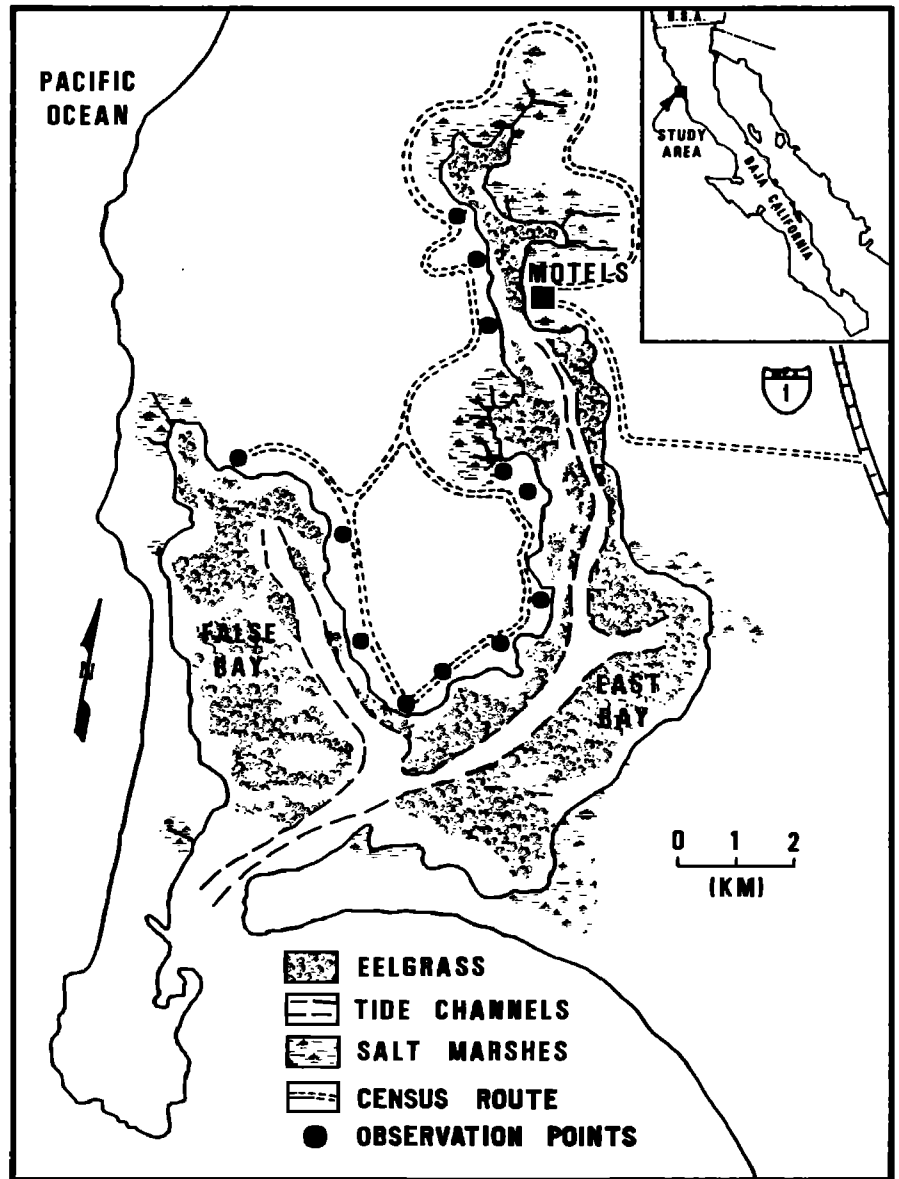 PACIFIC
OCEAN
U.S.A.
STUDY
AREA
BAJA CALIFORNIA
MOTELS
1
FALSE
BAY
N
EAST
BAY
0 1 2
(KM)
EELGRASS
TIDE CHANNELS
SALT MARSHES
CENSUS ROUTE
OBSERVATION POINTS